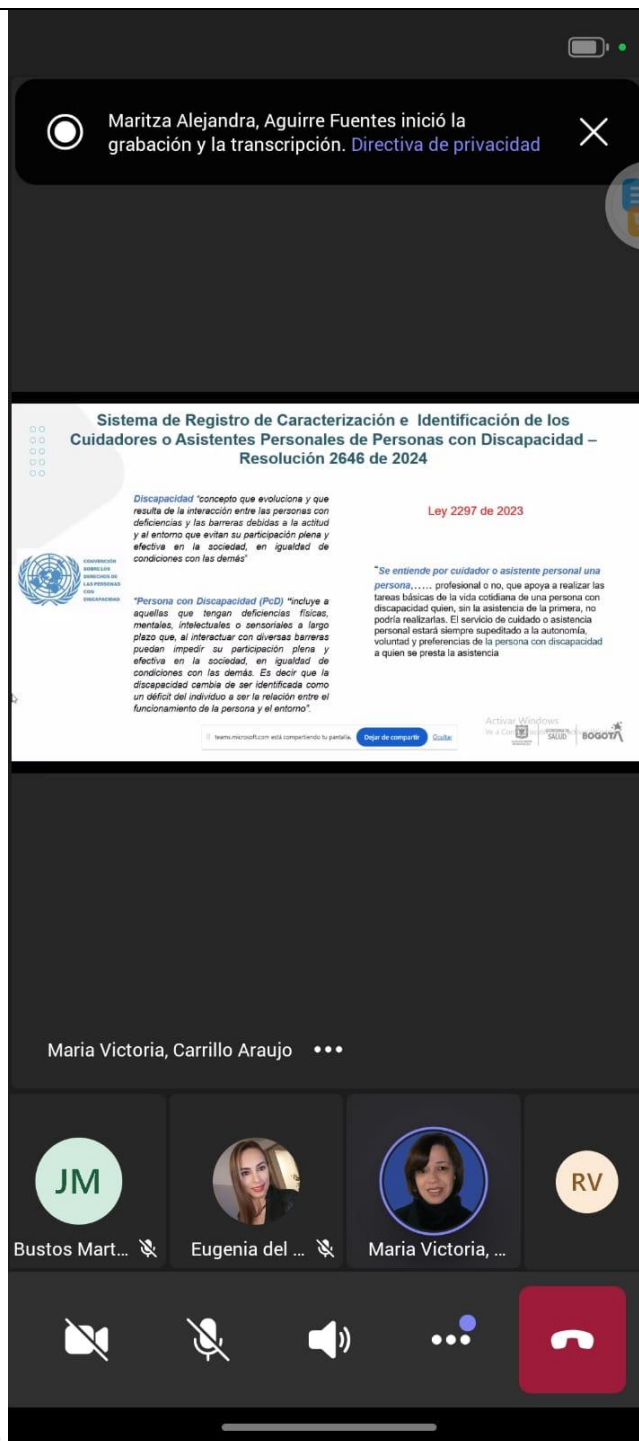 Maritza Alejandra, Aguirre Fuentes inició la
grabación y la transcripción. Directiva de privacidad
Sistema de Registro de Caracterización e Identificación de los
Cuidadores o Asistentes Personales de Personas con Discapacidad –
Resolución 2646 de 2024
Discapacidad "concepto que evoluciona y que
resulta de la interacción entre las personas con
deficiencias y las barreras debidas a la actitud
y al entorno que evitan su participación plena y
efectiva en la sociedad, en igualdad de
condiciones con las demás"
CONVENCIÓN
SOBRE LOS
DERECHOS DE
LAS PERSONAS
CON
DISCAPACIDAD
"Persona con Discapacidad (PcD) "incluye a
aquellas que tengan deficiencias físicas,
mentales, intelectuales o sensoriales a largo
plazo que, al interactuar con diversas barreras
puedan impedir su participación plena y
efectiva en la sociedad, en igualdad de
condiciones con las demás. Es decir que la
discapacidad cambia de ser identificada como
un déficit del individuo a ser la relación entre el
funcionamiento de la persona y el entorno".
Ley 2297 de 2023
"Se entiende por cuidador o asistente personal una
persona,..... profesional o no, que apoya a realizar las
tareas básicas de la vida cotidiana de una persona con
discapacidad quien, sin la asistencia de la primera, no
podría realizarlas. El servicio de cuidado o asistencia
personal estará siempre supeditado a la autonomía,
voluntad y preferencias de la persona con discapacidad
a quien se presta la asistencia
teams.microsoft.com está compartiendo tu pantalla. Dejar de compartir Ocultar
Activar Windows
SALUD BOGOTÁ
Maria Victoria, Carrillo Araujo
JM
RV
Bustos Mart... Eugenia del ... Maria Victoria, ...